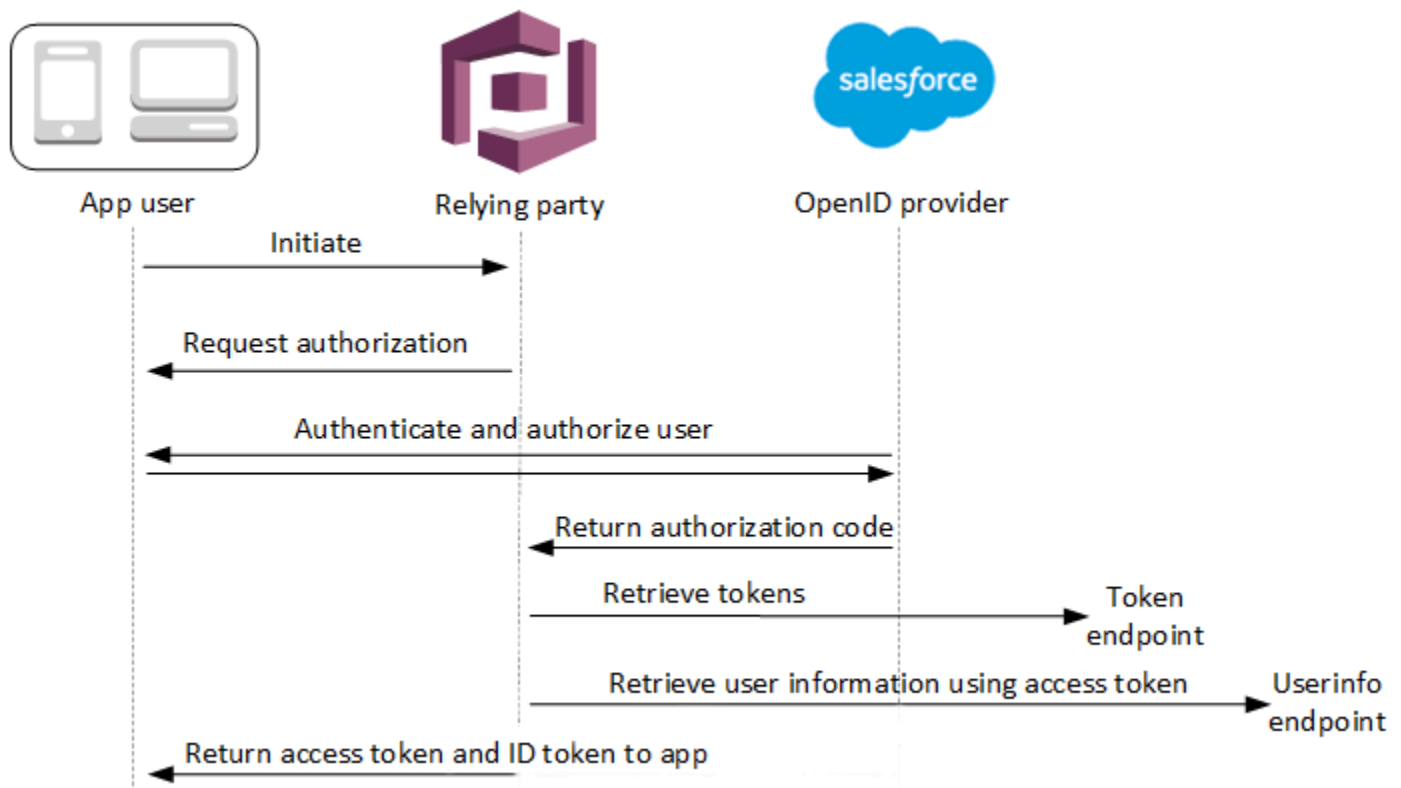 salesforce
App user
Relying party
OpenID provider
Initiate
Request authorization
Authenticate and authorize user
Return authorization code
Retrieve tokens
Token
endpoint
Retrieve user information using access token
Userinfo
endpoint
Return access token and ID token to app